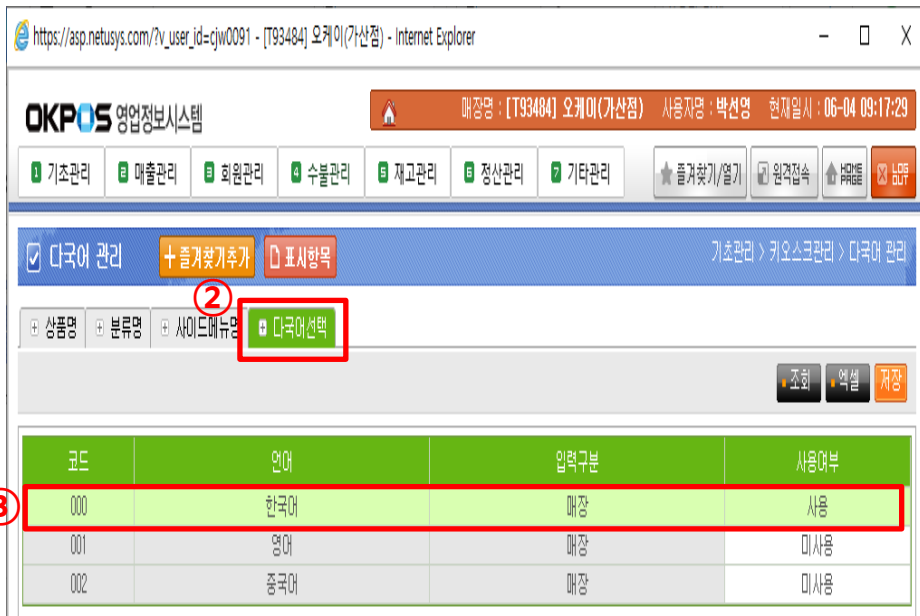 https://asp.netusys.com/?v_user_id=cjw0091 - [T93484] 오케이(가산점) - Internet Explorer
OKPOS 영업정보시스템
매장명 : [T93484] 오케이(가산점) 사용자명 : 박선영 현재일시 : 06-04 09:17:29
1 기초관리 2 매출관리 3 회원관리 4 수불관리 5 재고관리 6 정산관리 7 기타관리 즐겨찾기/열기 원격접속
다국어 관리 +즐겨찾기추가 표시항목 기초관리 > 키오스크관리 > 다국어 관리
②
상품명 분류명 사이드메뉴명 다국어선택
조회 엑셀 저장
코드 언어 입력구분 사용여부
③ 000 한국어 매장 사용
001 영어 매장 미사용
002 중국어 매장 미사용